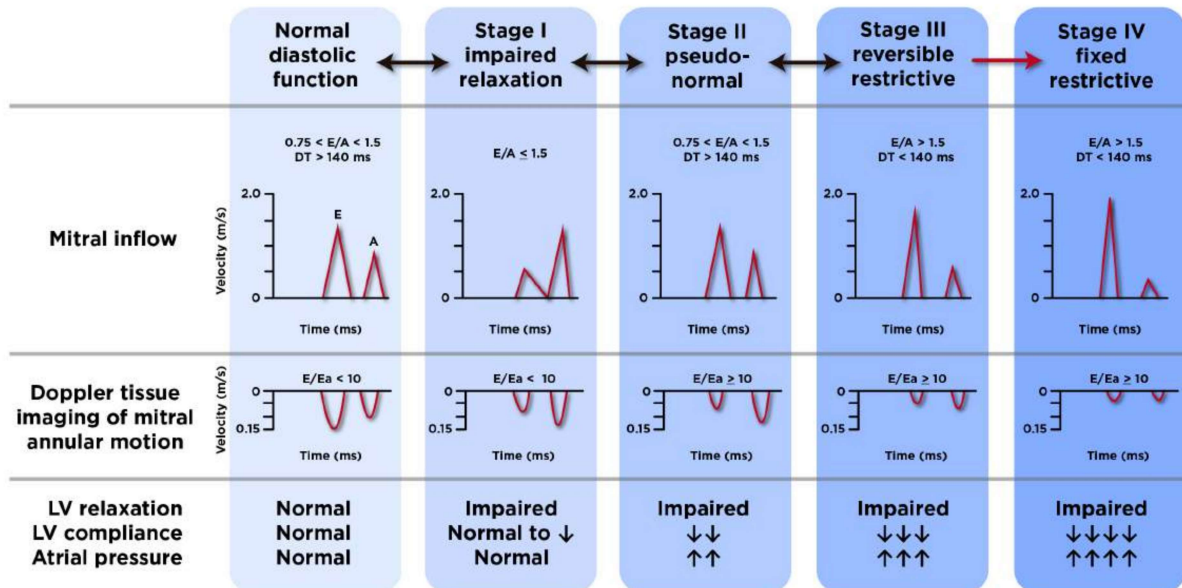 Normal
diastolic
function
Stage I
impaired
relaxation
Stage II
pseudo-
normal
Stage III
reversible
restrictive
Stage IV
fixed
restrictive
Mitral inflow
Velocity (m/s)
0.75 < E/A < 1.5
DT > 140 ms
2.0
0
E
A
Time (ms)
E/A ≤ 1.5
2.0
0
Time (ms)
0.75 < E/A < 1.5
DT > 140 ms
2.0
0
Time (ms)
E/A > 1.5
DT < 140 ms
2.0
0
Time (ms)
E/A > 1.5
DT < 140 ms
2.0
0
Time (ms)
Doppler tissue
imaging of mitral
annular motion
Velocity (m/s)
E/Ea < 10
0
0.15
Time (ms)
E/Ea < 10
0
0.15
Time (ms)
E/Ea ≥ 10
0
0.15
Time (ms)
E/Ea ≥ 10
0
0.15
Time (ms)
E/Ea ≥ 10
0
0.15
Time (ms)
LV relaxation Normal Impaired Impaired Impaired Impaired
LV compliance Normal Normal to ↓ ↓↓ ↓↓↓ ↓↓↓↓
Atrial pressure Normal Normal ↑↑ ↑↑↑ ↑↑↑↑